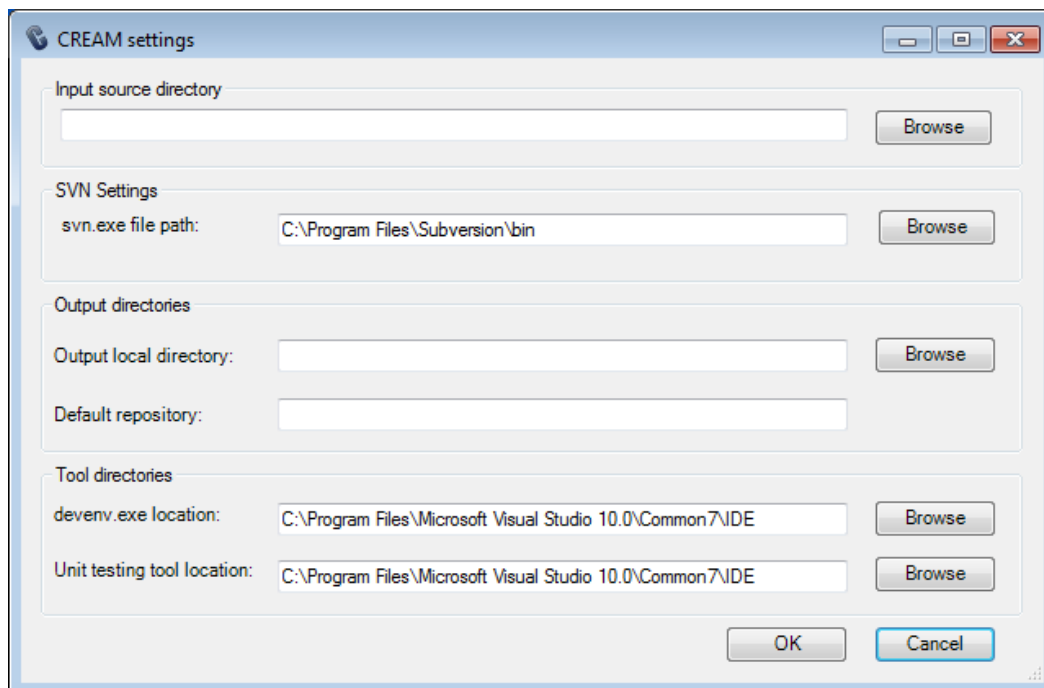 CREAM settings
Input source directory
Browse
SVN Settings
svn.exe file path:
C:\Program Files\Subversion\bin
Browse
Output directories
Output local directory:
Browse
Default repository:
Tool directories
devenv.exe location:
C:\Program Files\Microsoft Visual Studio 10.0\Common7\IDE
Browse
Unit testing tool location:
C:\Program Files\Microsoft Visual Studio 10.0\Common7\IDE
Browse
OK
Cancel